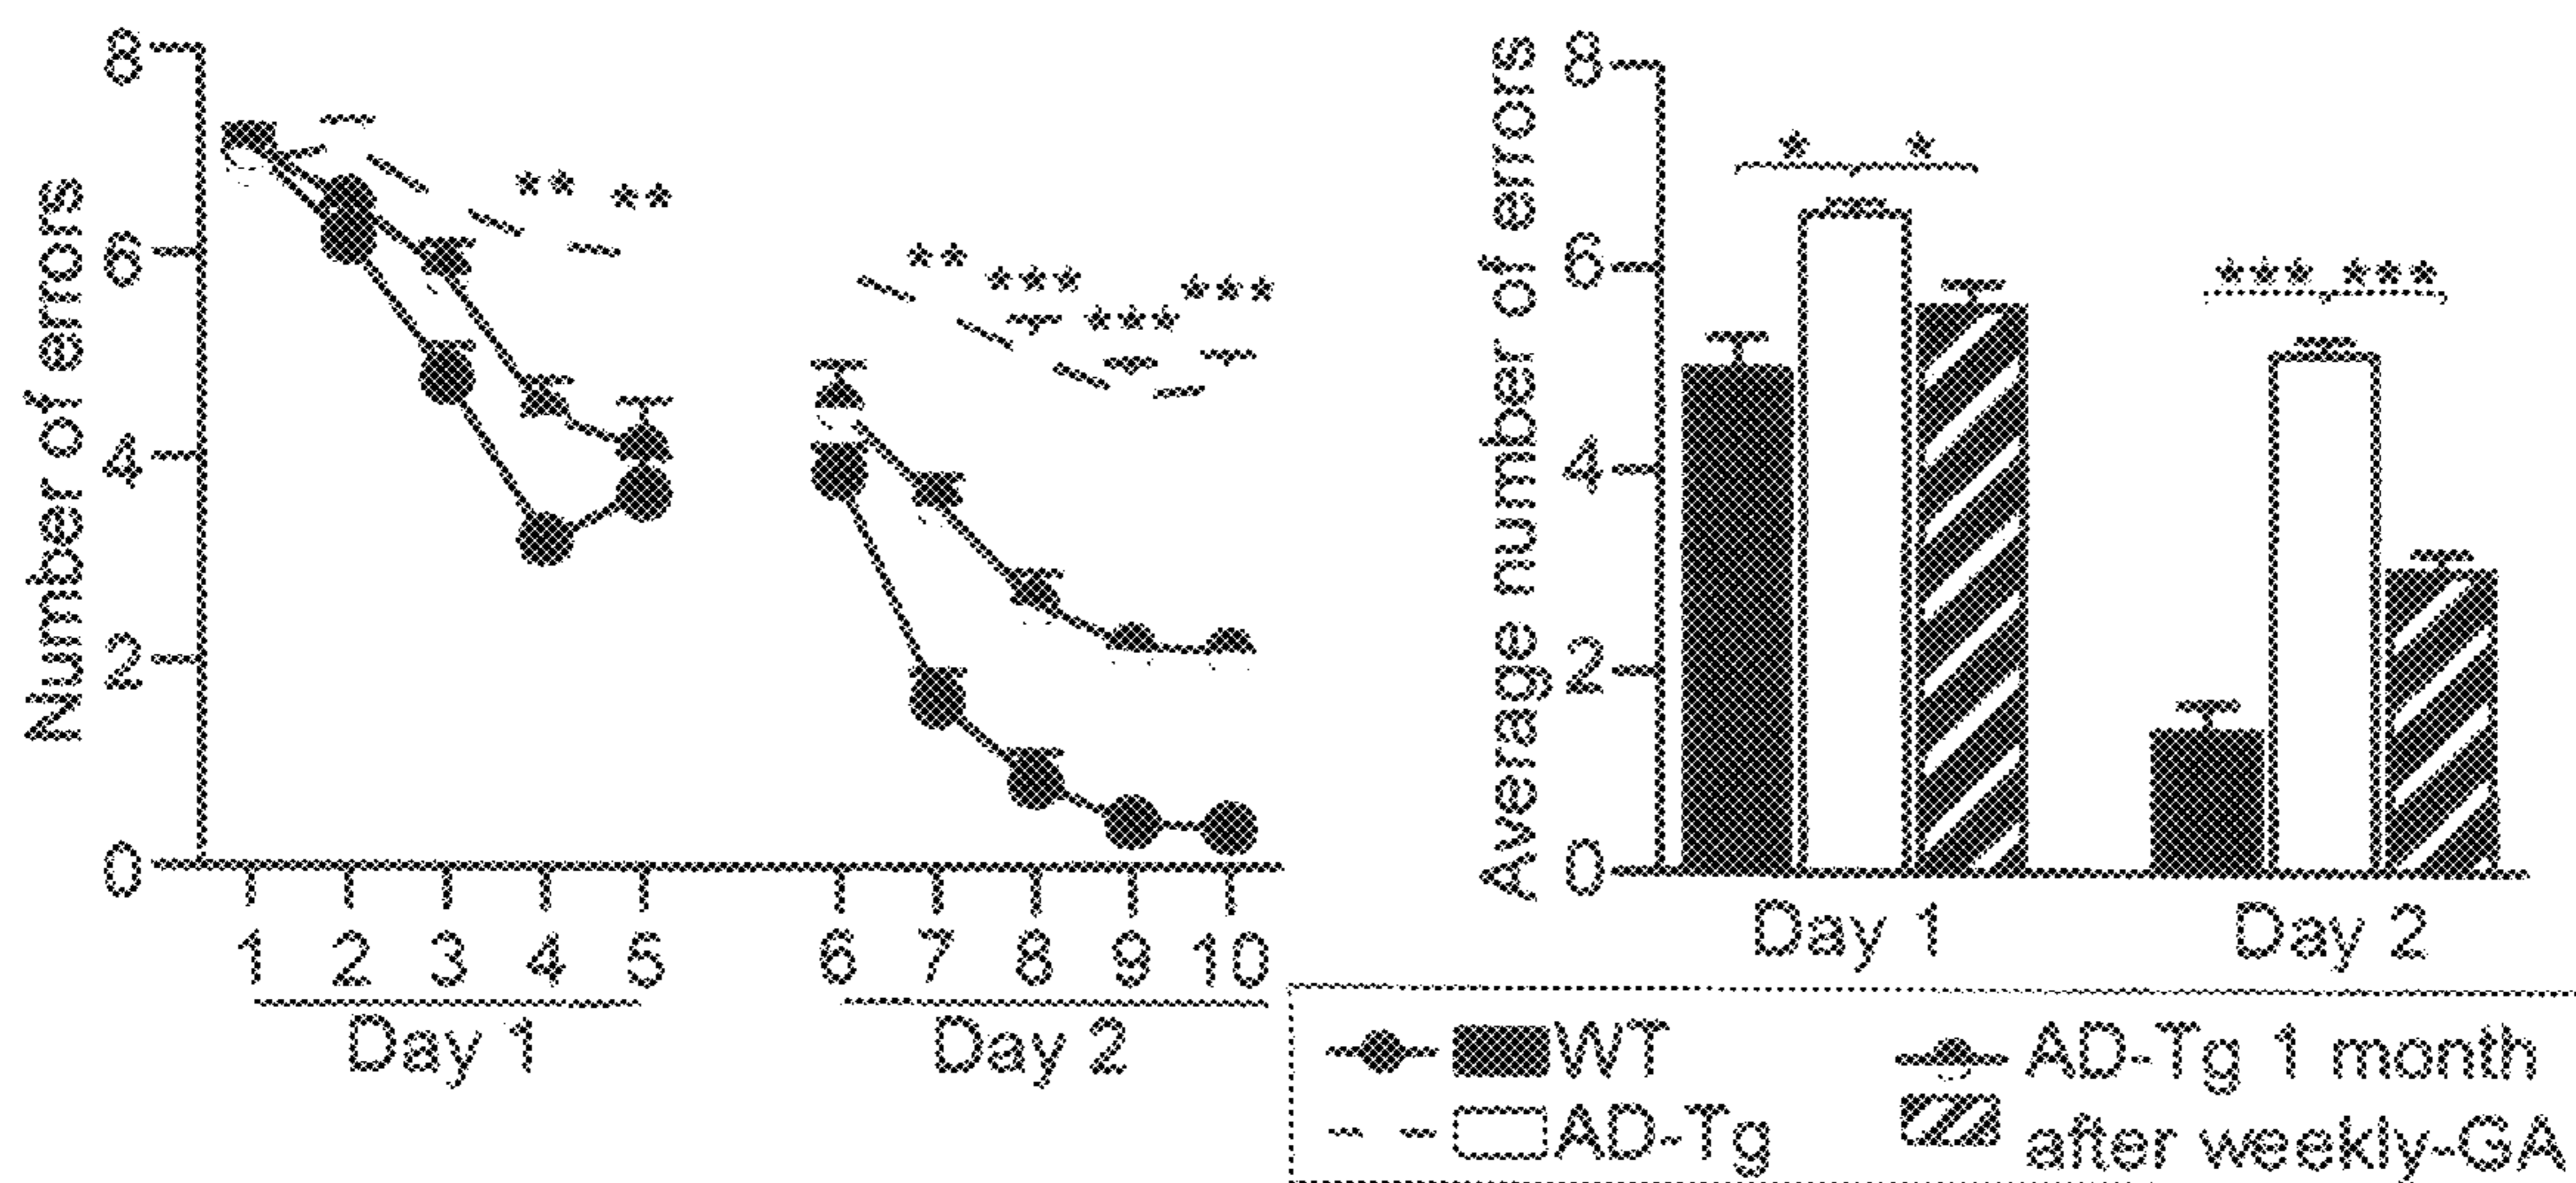 Number of errors
8
6
4
2
0
** **
** *** *** ***
1 2 3 4 5 6 7 8 9 10
Day 1 Day 2
Average number of errors
8
6
4
2
0
* *
*** ***
Day 1 Day 2
WT
AD-Tg
AD-Tg 1 month
after weekly-GA